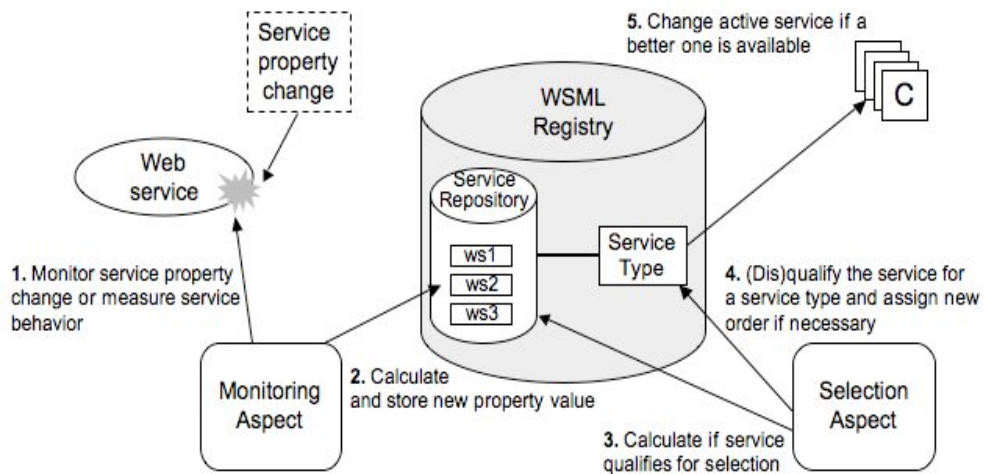 Service
property
change
5. Change active service if a
better one is available
WSML
Registry
C
Web
service
Service
Repository
ws1
ws2
ws3
Service
Type
1. Monitor service property
change or measure service
behavior
4. (Dis)qualify the service for
a service type and assign new
order if necessary
Monitoring
Aspect
2. Calculate
and store new property value
Selection
Aspect
3. Calculate if service
qualifies for selection